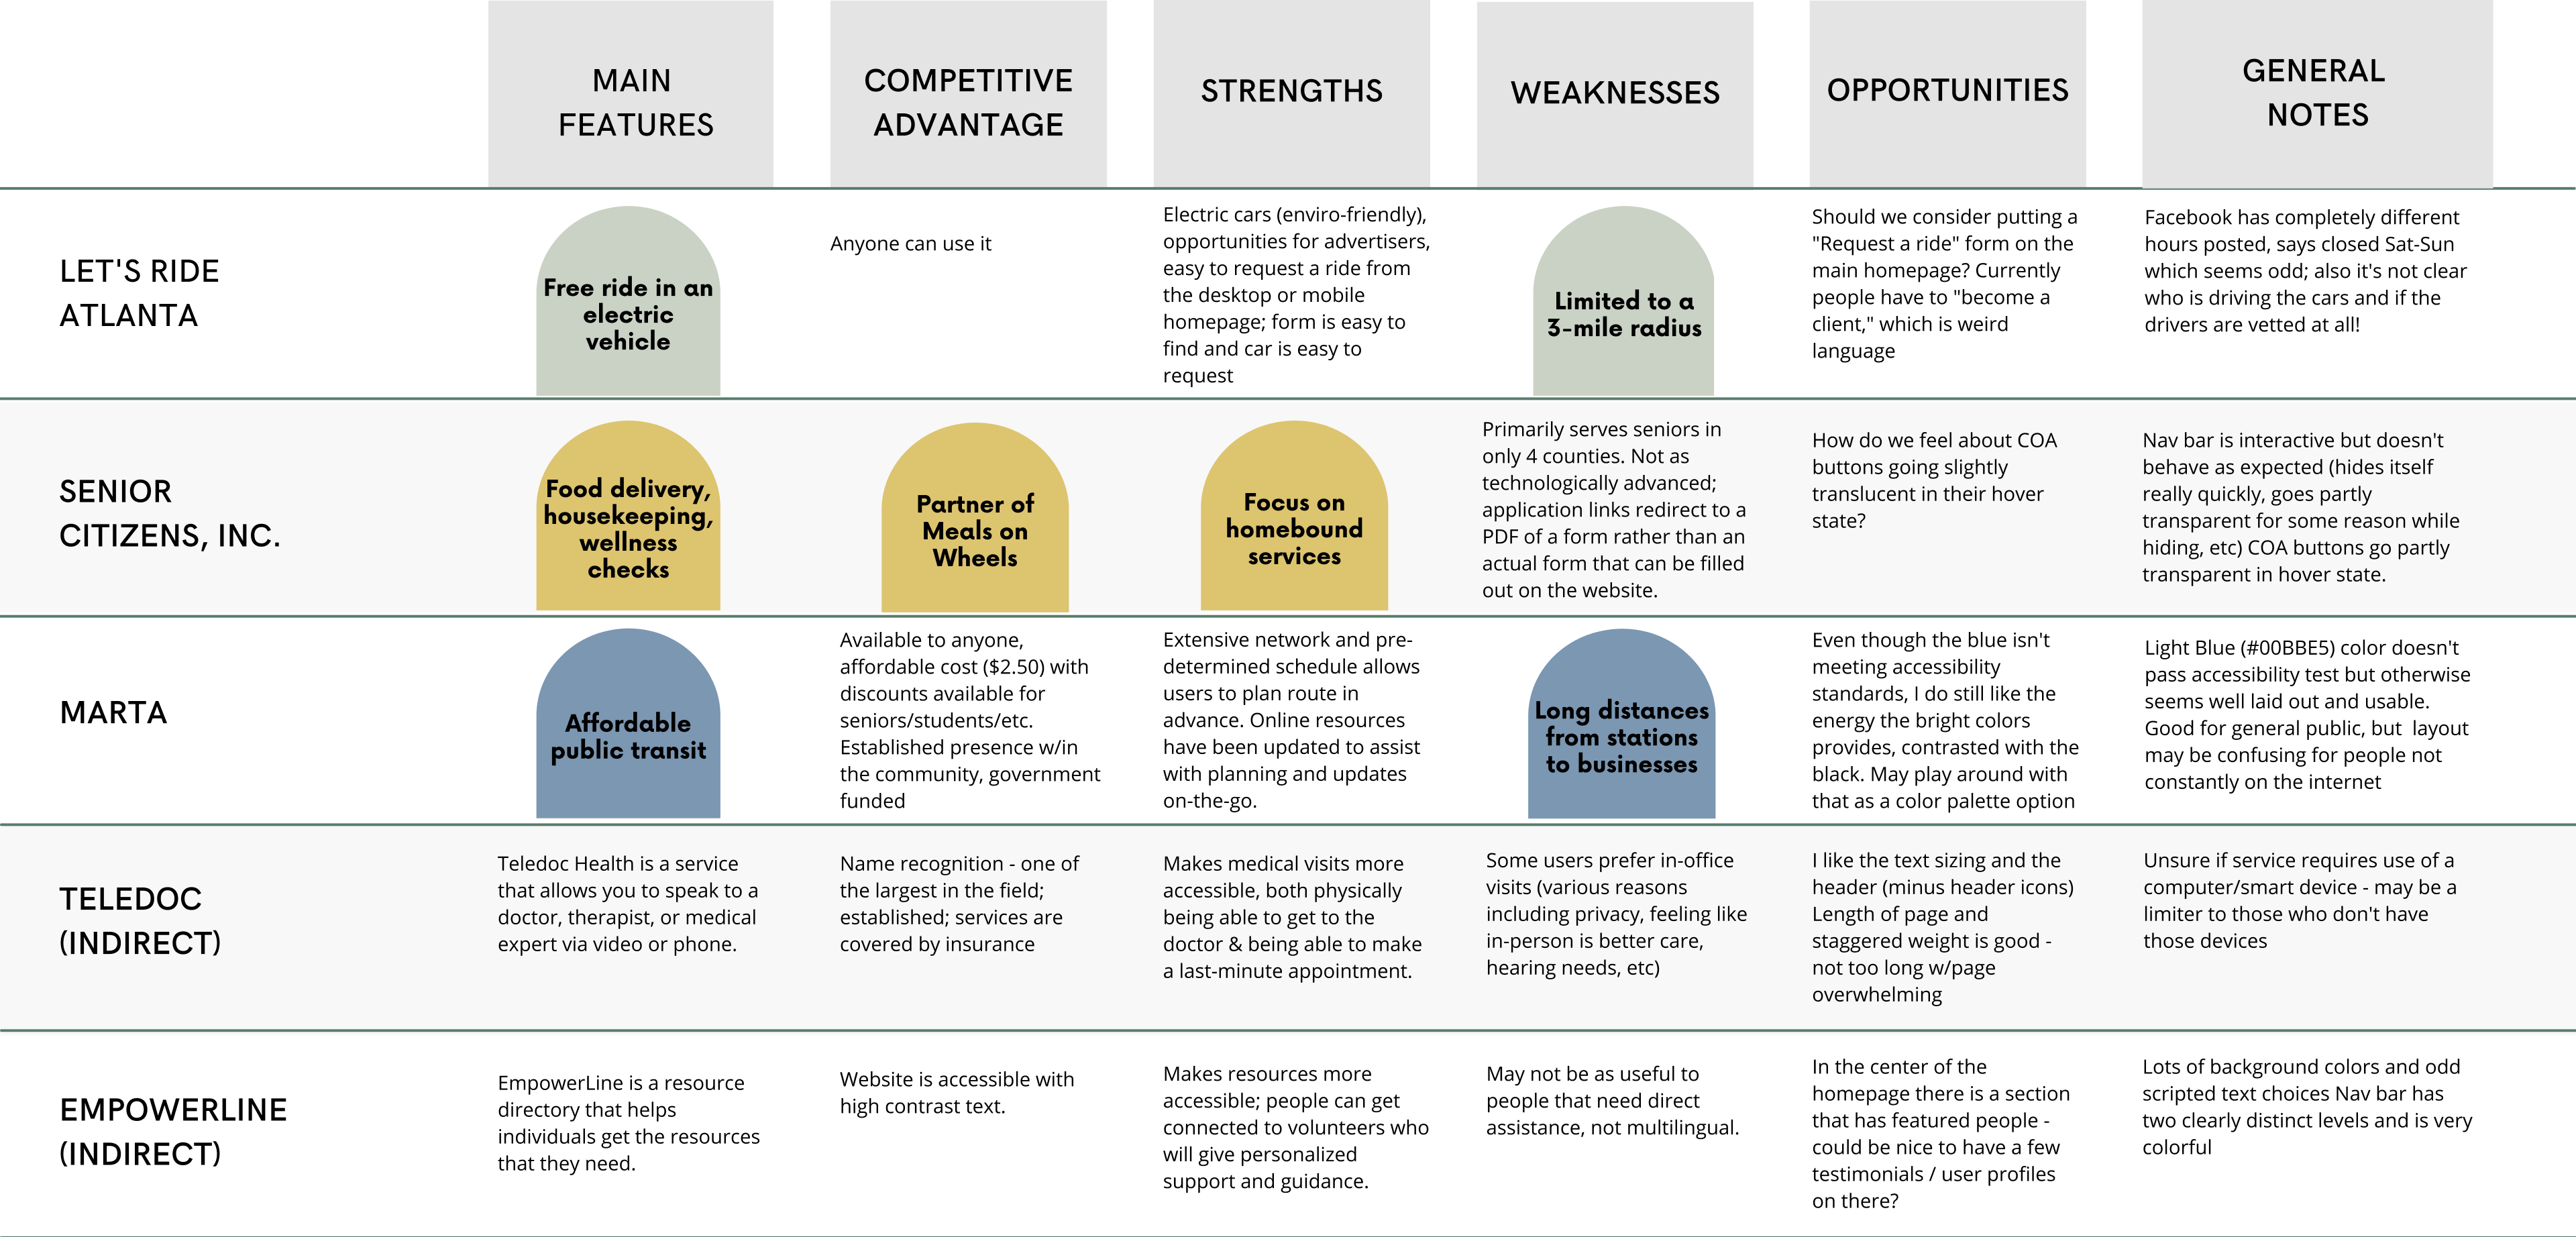 MAIN
FEATURES
COMPETITIVE
ADVANTAGE
STRENGTHS
WEAKNESSES
OPPORTUNITIES
GENERAL
NOTES
LET'S RIDE
ATLANTA
Free ride in an
electric
vehicle
Anyone can use it
Electric cars (enviro-friendly),
opportunities for advertisers,
easy to request a ride from
the desktop or mobile
homepage; form is easy to
find and car is easy to
request
Limited to a
3-mile radius
Should we consider putting a
"Request a ride" form on the
main homepage? Currently
people have to "become a
client," which is weird
language
Facebook has completely different
hours posted, says closed Sat-Sun
which seems odd; also it's not clear
who is driving the cars and if the
drivers are vetted at all!
SENIOR
CITIZENS, INC.
Food delivery,
housekeeping,
wellness
checks
Partner of
Meals on
Wheels
Focus on
homebound
services
Primarily serves seniors in
only 4 counties. Not as
technologically advanced;
application links redirect to a
PDF of a form rather than an
actual form that can be filled
out on the website.
How do we feel about COA
buttons going slightly
translucent in their hover
state?
Nav bar is interactive but doesn't
behave as expected (hides itself
really quickly, goes partly
transparent for some reason while
hiding, etc) COA buttons go partly
transparent in hover state.
MARTA
Affordable
public transit
Available to anyone,
affordable cost ($2.50) with
discounts available for
seniors/students/etc.
Established presence w/in
the community, government
funded
Extensive network and pre-
determined schedule allows
users to plan route in
advance. Online resources
have been updated to assist
with planning and updates
on-the-go.
Long distances
from stations
to businesses
Even though the blue isn't
meeting accessibility
standards, I do still like the
energy the bright colors
provides, contrasted with the
black. May play around with
that as a color palette option
Light Blue (#00BBE5) color doesn't
pass accessibility test but otherwise
seems well laid out and usable.
Good for general public, but layout
may be confusing for people not
constantly on the internet
TELEDOC
(INDIRECT)
Teledoc Health is a service
that allows you to speak to a
doctor, therapist, or medical
expert via video or phone.
Name recognition - one of
the largest in the field;
established; services are
covered by insurance
Makes medical visits more
accessible, both physically
being able to get to the
doctor & being able to make
a last-minute appointment.
Some users prefer in-office
visits (various reasons
including privacy, feeling like
in-person is better care,
hearing needs, etc)
I like the text sizing and the
header (minus header icons)
Length of page and
staggered weight is good -
not too long w/page
overwhelming
Unsure if service requires use of a
computer/smart device - may be a
limiter to those who don't have
those devices
EMPOWERLINE
(INDIRECT)
EmpowerLine is a resource
directory that helps
individuals get the resources
that they need.
Website is accessible with
high contrast text.
Makes resources more
accessible; people can get
connected to volunteers who
will give personalized
support and guidance.
May not be as useful to
people that need direct
assistance, not multilingual.
In the center of the
homepage there is a section
that has featured people -
could be nice to have a few
testimonials / user profiles
on there?
Lots of background colors and odd
scripted text choices Nav bar has
two clearly distinct levels and is very
colorful